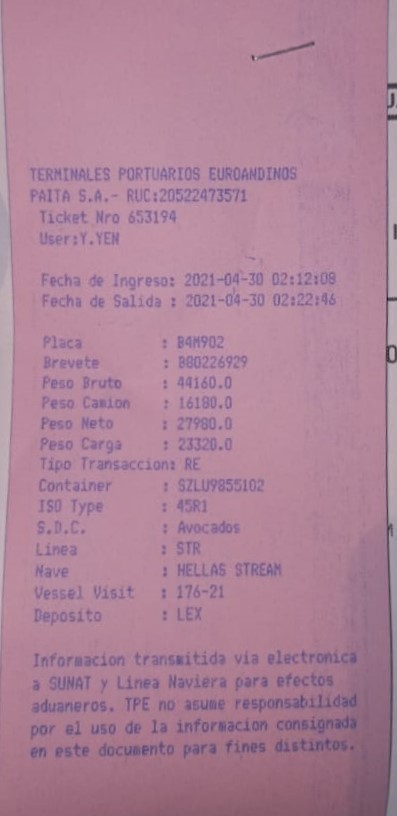 TERMINALES PORTUARIOS EUROANDINOS
PAITA S.A.- RUC:20522473571
Ticket Nro 653194
User:Y.YEN
Fecha de Ingreso: 2021-04-30 02:12:08
Fecha de Salida : 2021-04-30 02:22:46
Placa : B4M902
Brevete : B80226929
Peso Bruto : 44160.0
Peso Camion : 16180.0
Peso Neto : 27980.0
Peso Carga : 23320.0
Tipo Transaccion: RE
Container : SZLU9855102
ISO Type : 45R1
S.D.C. : Avocados
Linea : STR
Nave : HELLAS STREAM
Vessel Visit : 176-21
Deposito : LEX
Informacion transmitida via electronica
a SUNAT y Linea Naviera para efectos
aduaneros. TPE no asume responsabilidad
por el uso de la informacion consignada
en este documento para fines distintos.